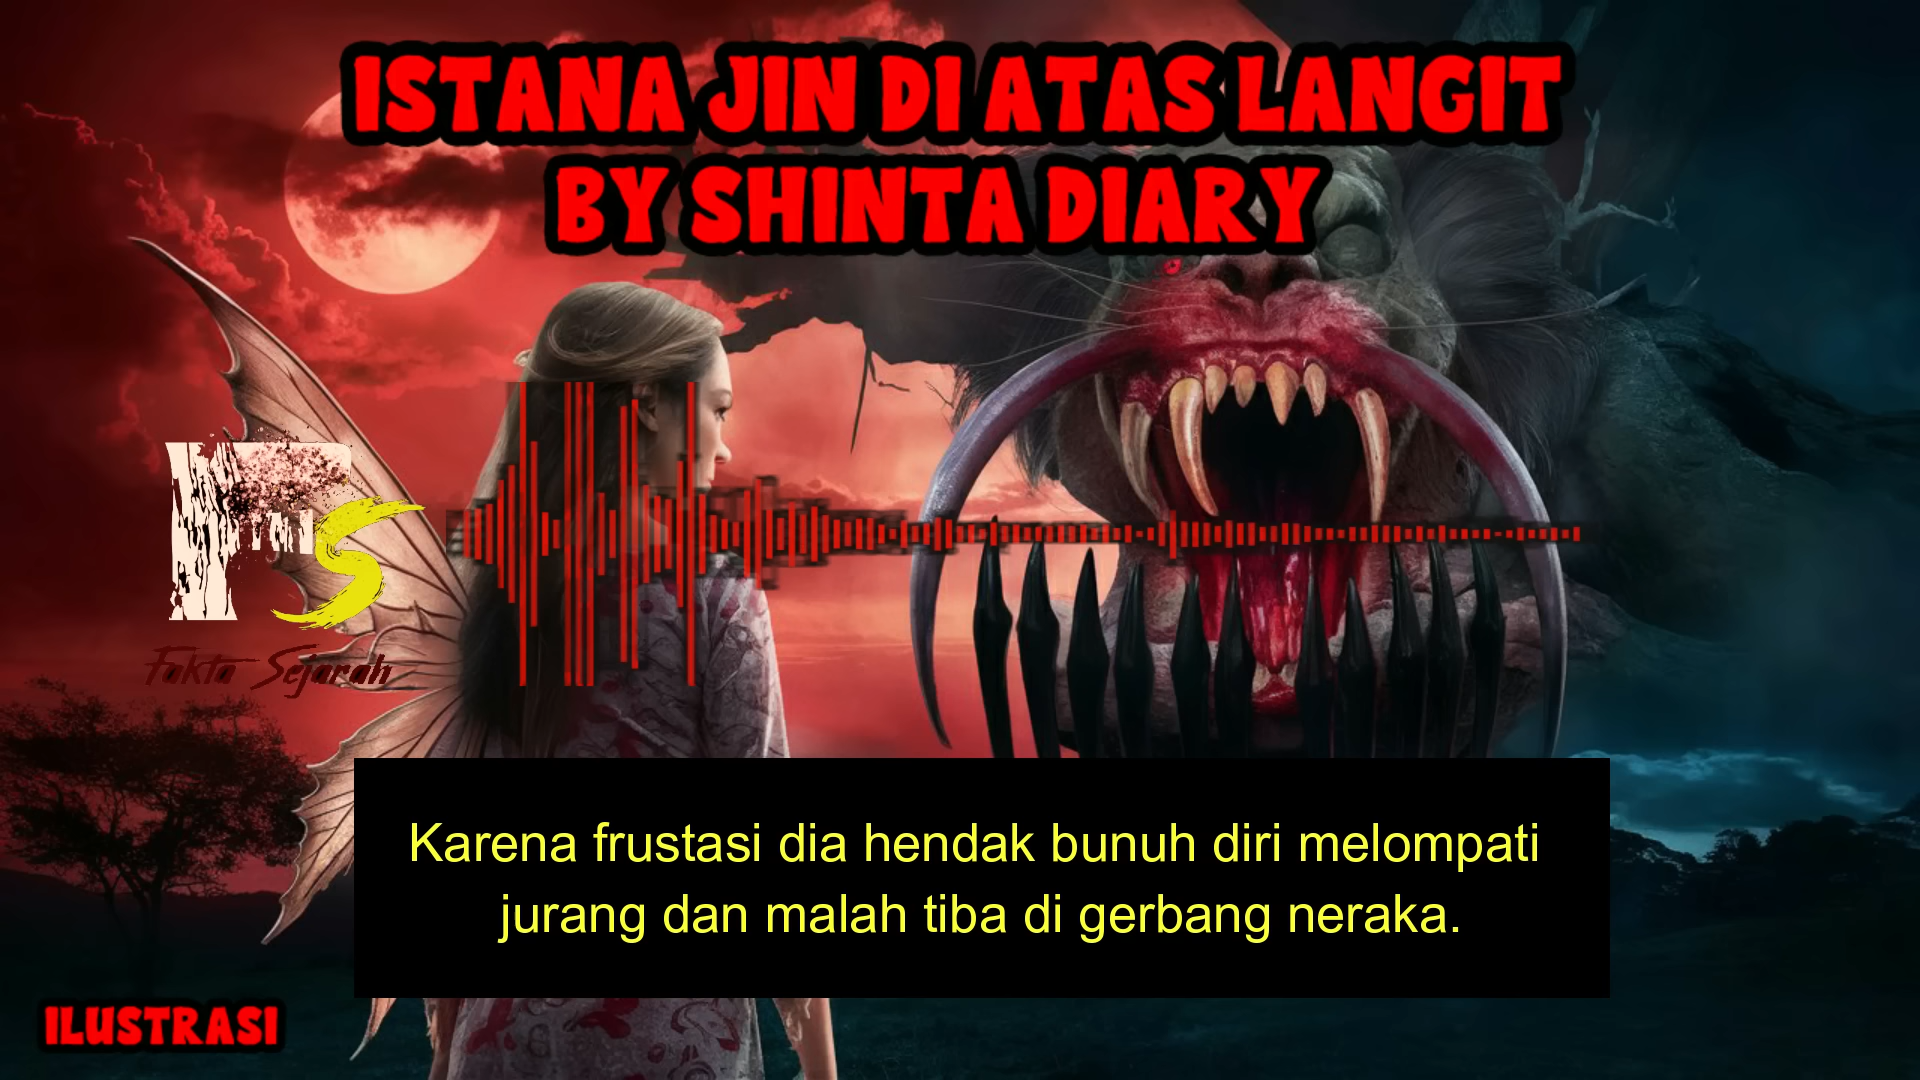 ISTANA JIN DI ATAS LANGIT
BY SHINTA DIARY
FS
Fakta Sejarah
Karena frustasi dia hendak bunuh diri melompati
jurang dan malah tiba di gerbang neraka.
ILUSTRASI